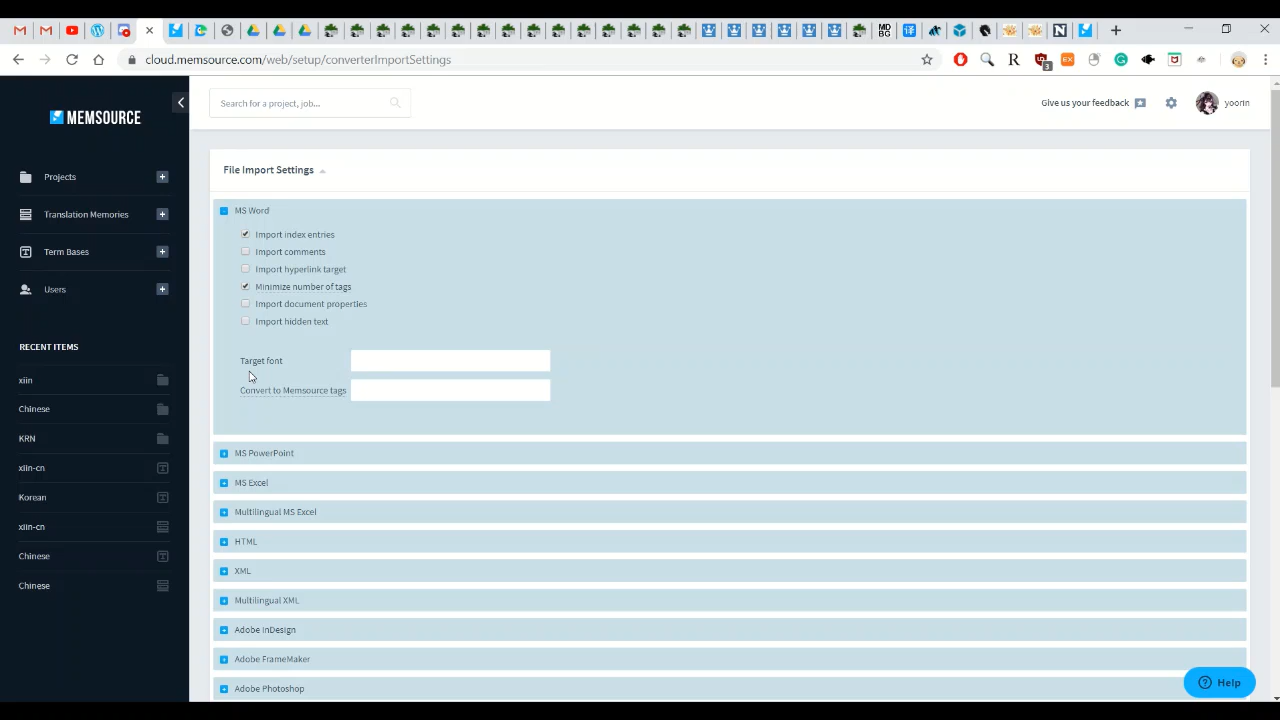 cloud.memsource.com/web/setup/converterImportSettings
MEMSOURCE
Search for a project, job...
Give us your feedback
yoorin
Projects
Translation Memories
Term Bases
Users
RECENT ITEMS
xiin
Chinese
KRN
xiin-cn
Korean
xiin-cn
Chinese
Chinese
File Import Settings
MS Word
Import index entries
Import comments
Import hyperlink target
Minimize number of tags
Import document properties
Import hidden text
Target font
Convert to Memsource tags
MS PowerPoint
MS Excel
Multilingual MS Excel
HTML
XML
Multilingual XML
Adobe InDesign
Adobe FrameMaker
Adobe Photoshop
Help